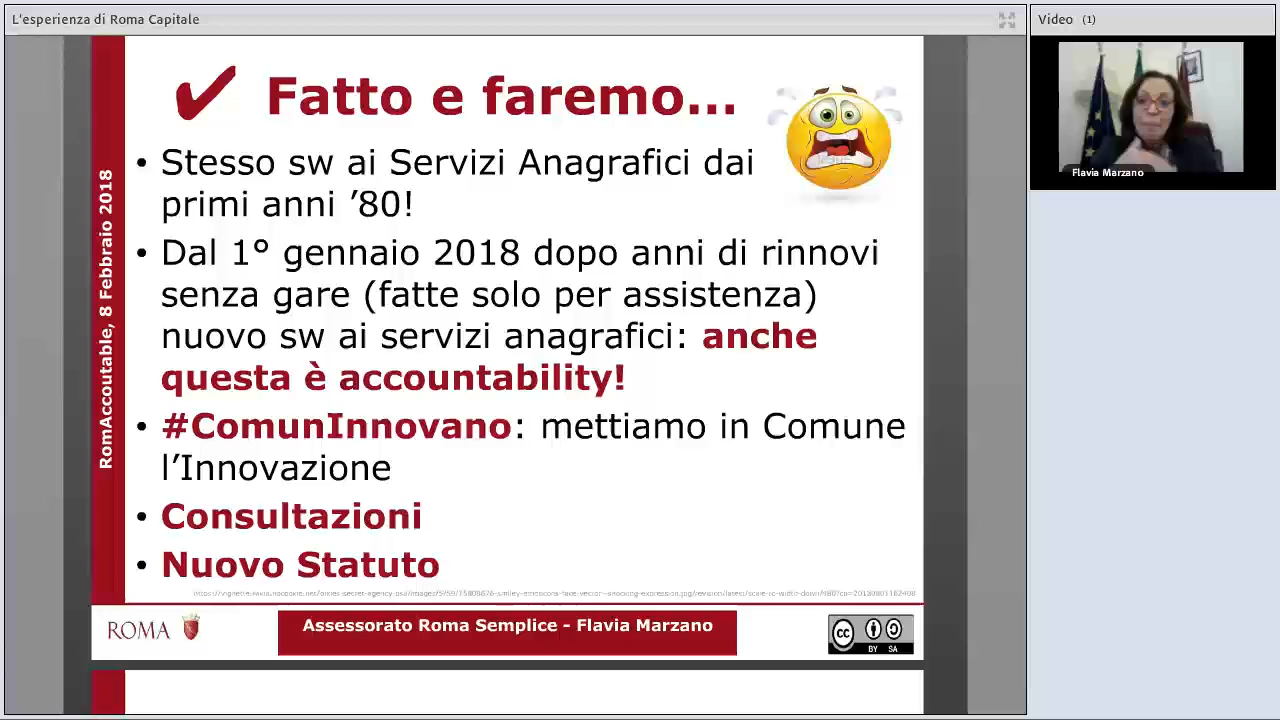 L'esperienza di Roma Capitale
Video (1)
Flavia Marzano
RomAccoutable, 8 Febbraio 2018
✔ Fatto e faremo...
• Stesso sw ai Servizi Anagrafici dai
primi anni ’80!
• Dal 1° gennaio 2018 dopo anni di rinnovi
senza gare (fatte solo per assistenza)
nuovo sw ai servizi anagrafici: anche
questa è accountability!
• #ComunInnovano: mettiamo in Comune
l’Innovazione
• Consultazioni
• Nuovo Statuto
ROMA
Assessorato Roma Semplice - Flavia Marzano
cc
BY SA